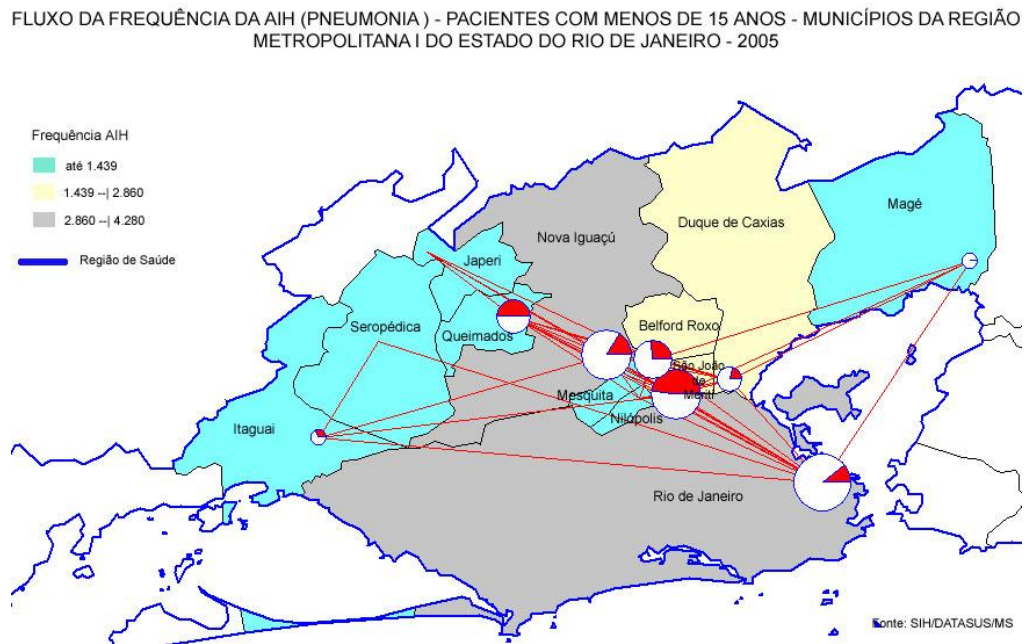 FLUXO DA FREQUÊNCIA DA AIH (PNEUMONIA ) - PACIENTES COM MENOS DE 15 ANOS - MUNICÍPIOS DA REGIÃO
METROPOLITANA I DO ESTADO DO RIO DE JANEIRO - 2005
Frequência AIH
até 1.439
1.439 --| 2.860
2.860 --| 4.280
Região de Saúde
Magé
Duque de Caxias
Nova Iguaçú
Japeri
Seropédica
Queimados
Belford Roxo
São João
de
Meriti
Mesquita
Nilópolis
Itaguai
Rio de Janeiro
Fonte: SIH/DATASUS/MS